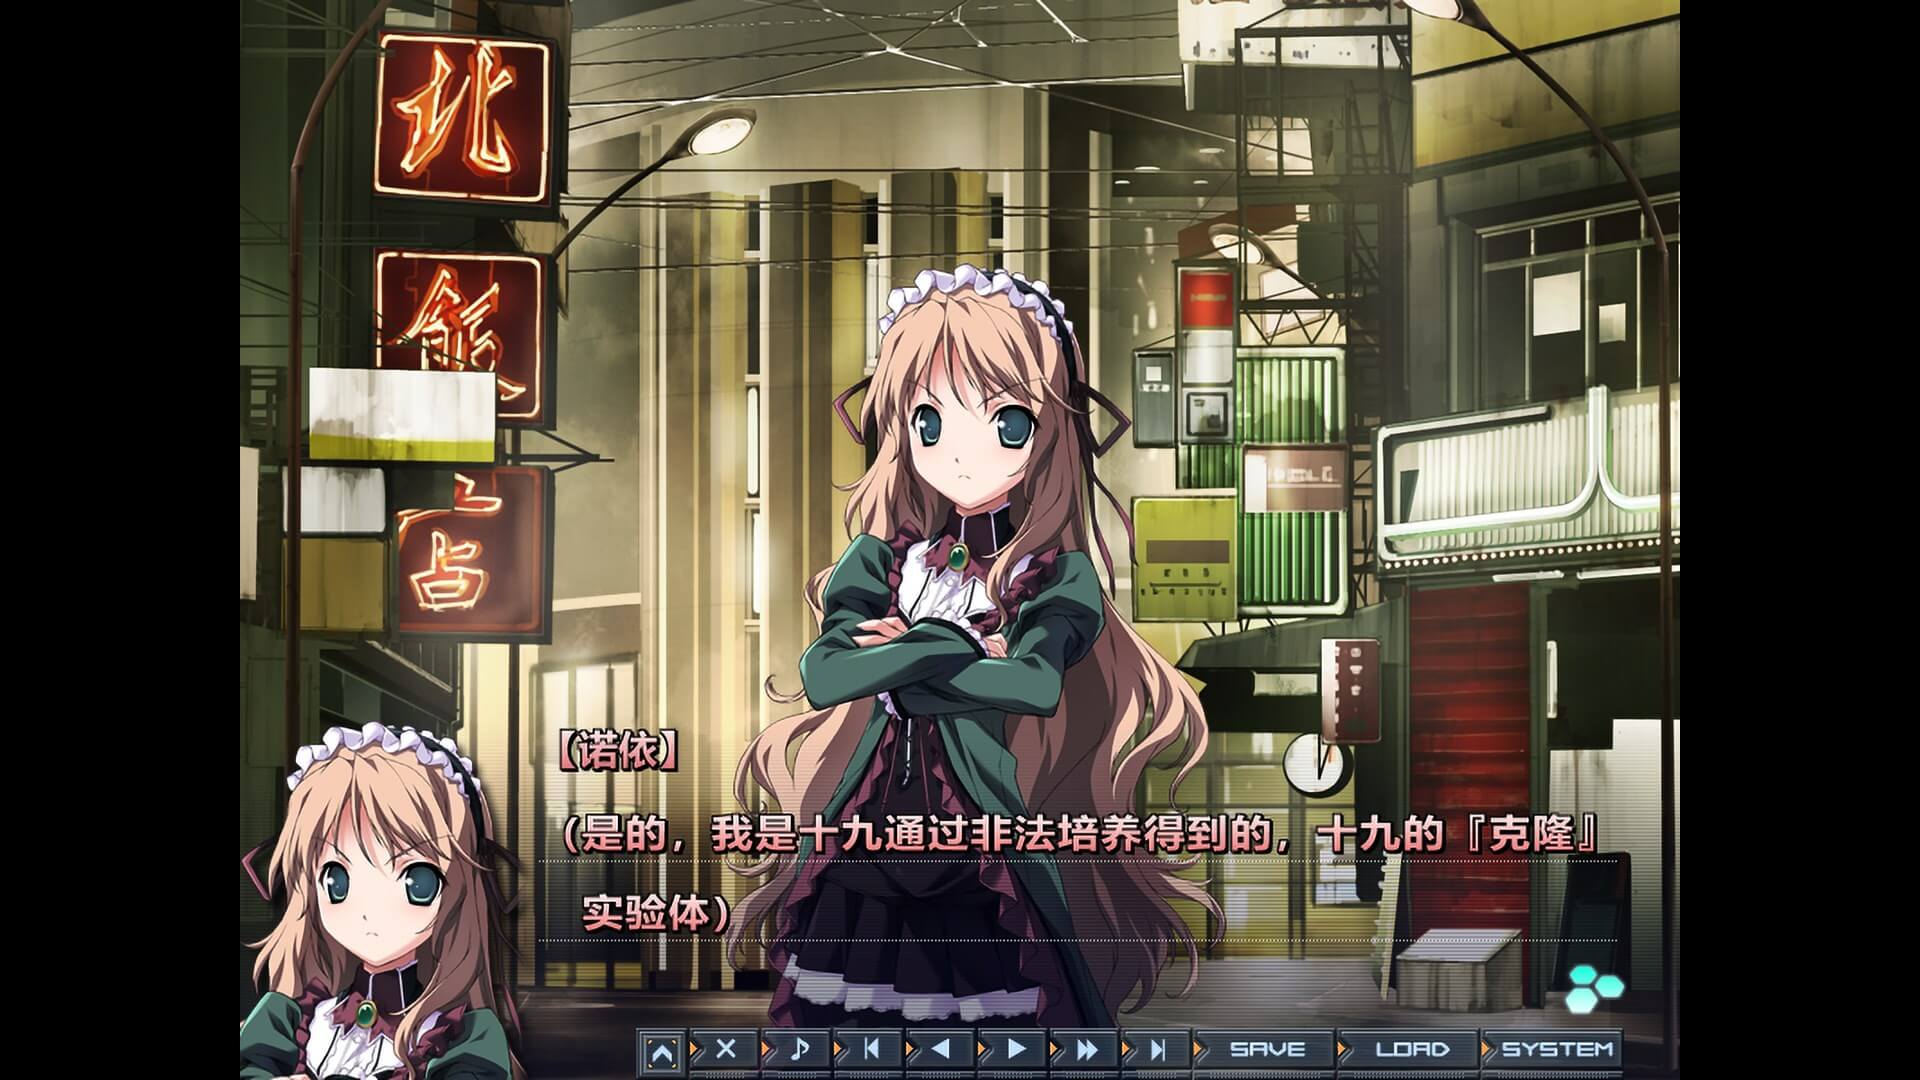 北
能
占
【诺依】
（是的，我是十九通过非法培养得到的，十九的『克隆』
实验体）
SAVE
LOAD
SYSTEM